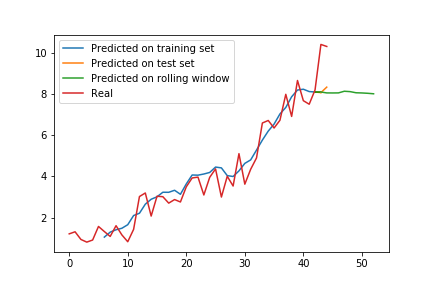 Predicted on training set
Predicted on test set
Predicted on rolling window
Real
10
8
6
4
2
0 10 20 30 40 50